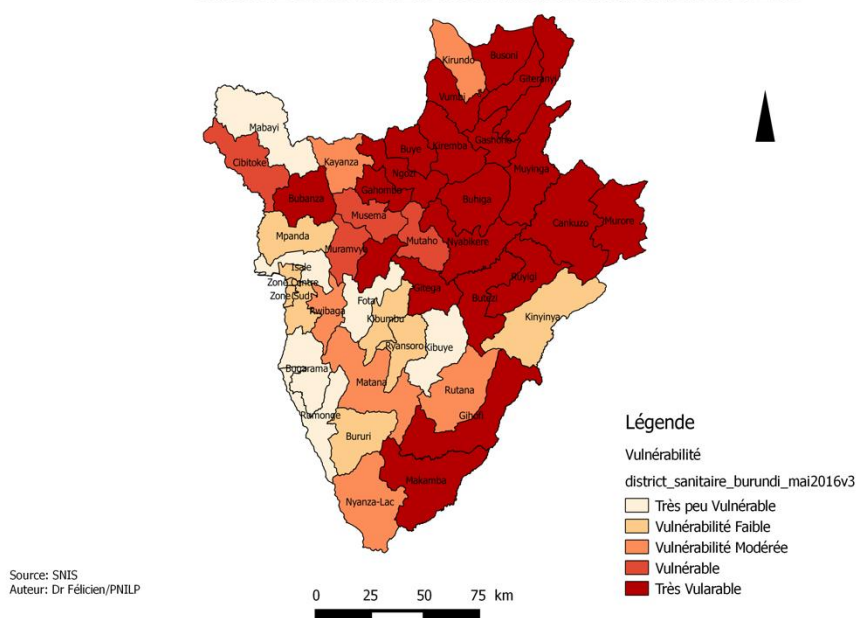 Kirundo
Busoni
Giteranyi
Vumbi
Mabayi
Cibitoke
Kayanza
Buye
Kiremba
Gashoho
Ngozi
Muyinga
Bubanza
Gahombo
Buhiga
Musema
Cankuzo
Murore
Mpanda
Muramvya
Mutaho
Nyabikere
Isale
Zone Centre
Zone Sud
Fota
Gitega
Ruyigi
Butezi
Rwibaga
Kibumbu
Kinyinya
Ryansoro
Kibuye
Bugarama
Matana
Rutana
Rumonge
Gihofi
Bururi
Makamba
Nyanza-Lac
Légende
Vulnérabilité
district_sanitaire_burundi_mai2016v3
Très peu Vulnérable
Vulnérabilité Faible
Vulnérabilité Modérée
Vulnérable
Très Vularable
Source: SNIS
Auteur: Dr Félicien/PNILP
0 25 50 75 km